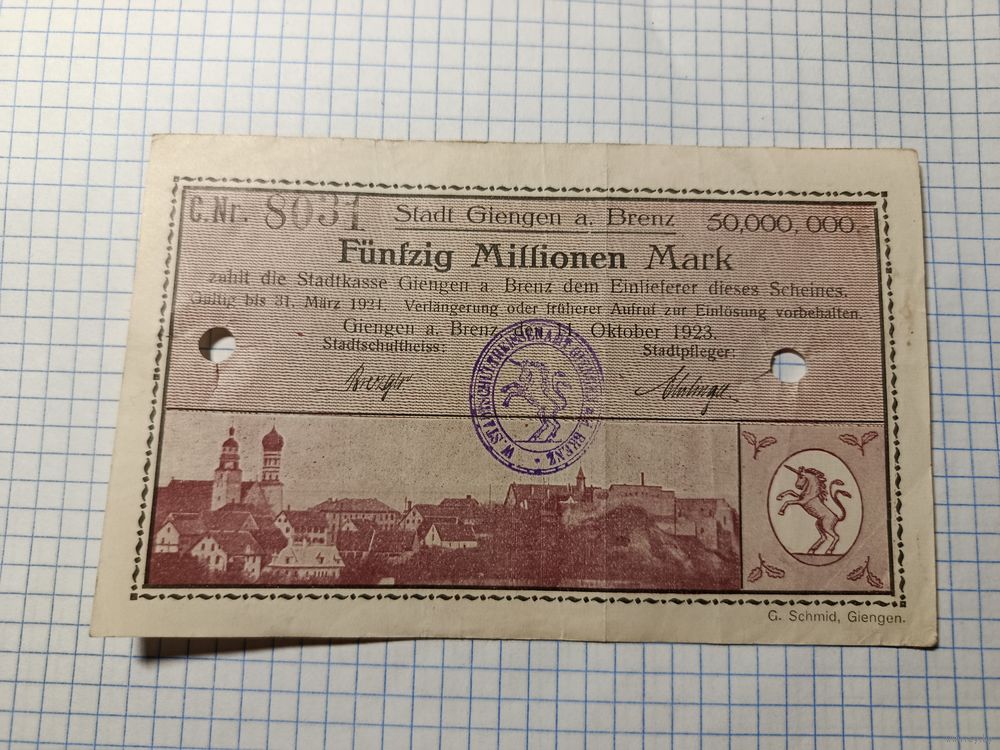 C.Nr. 8031 Stadt Giengen a. Brenz 50,000,000.-
Fünfzig Millionen Mark
zahlt die Stadtkasse Giengen a. Brenz dem Einlieferer dieses Scheines.
Gültig bis 31. März 1921. Verlängerung oder früherer Aufruf zur Einlösung vorbehalten.
Giengen a. Brenz, den 11. Oktober 1923.
Stadtschultheiss: Stadtpfleger:
BRENZ
G. Schmid, Giengen.